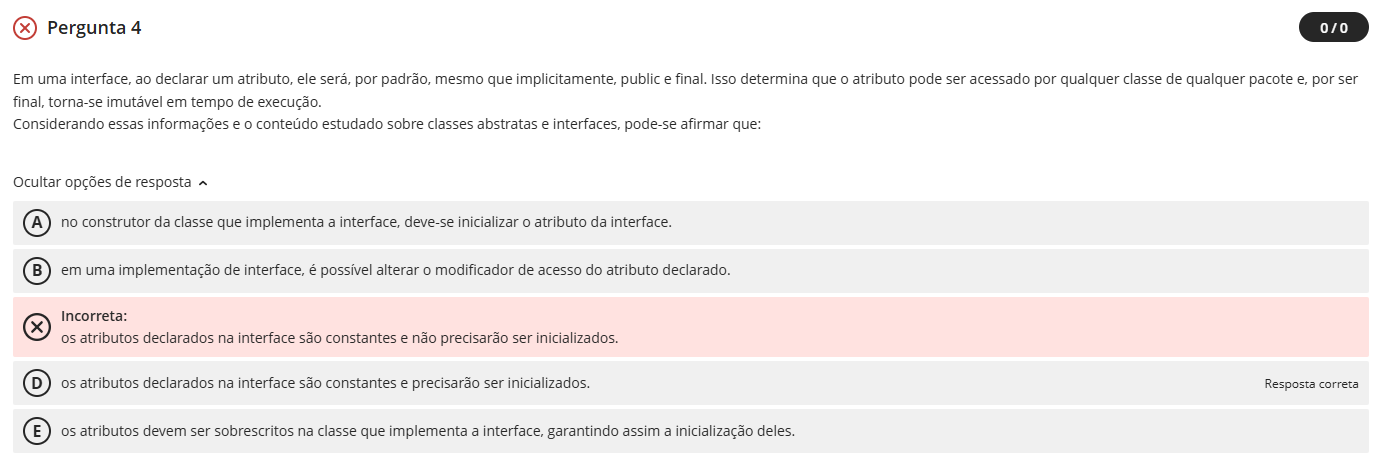 Pergunta 4
0 / 0
Em uma interface, ao declarar um atributo, ele será, por padrão, mesmo que implicitamente, public e final. Isso determina que o atributo pode ser acessado por qualquer classe de qualquer pacote e, por ser
final, torna-se imutável em tempo de execução.
Considerando essas informações e o conteúdo estudado sobre classes abstratas e interfaces, pode-se afirmar que:
Ocultar opções de resposta
A no construtor da classe que implementa a interface, deve-se inicializar o atributo da interface.
B em uma implementação de interface, é possível alterar o modificador de acesso do atributo declarado.
Incorreta:
os atributos declarados na interface são constantes e não precisarão ser inicializados.
D os atributos declarados na interface são constantes e precisarão ser inicializados. Resposta correta
E os atributos devem ser sobrescritos na classe que implementa a interface, garantindo assim a inicialização deles.